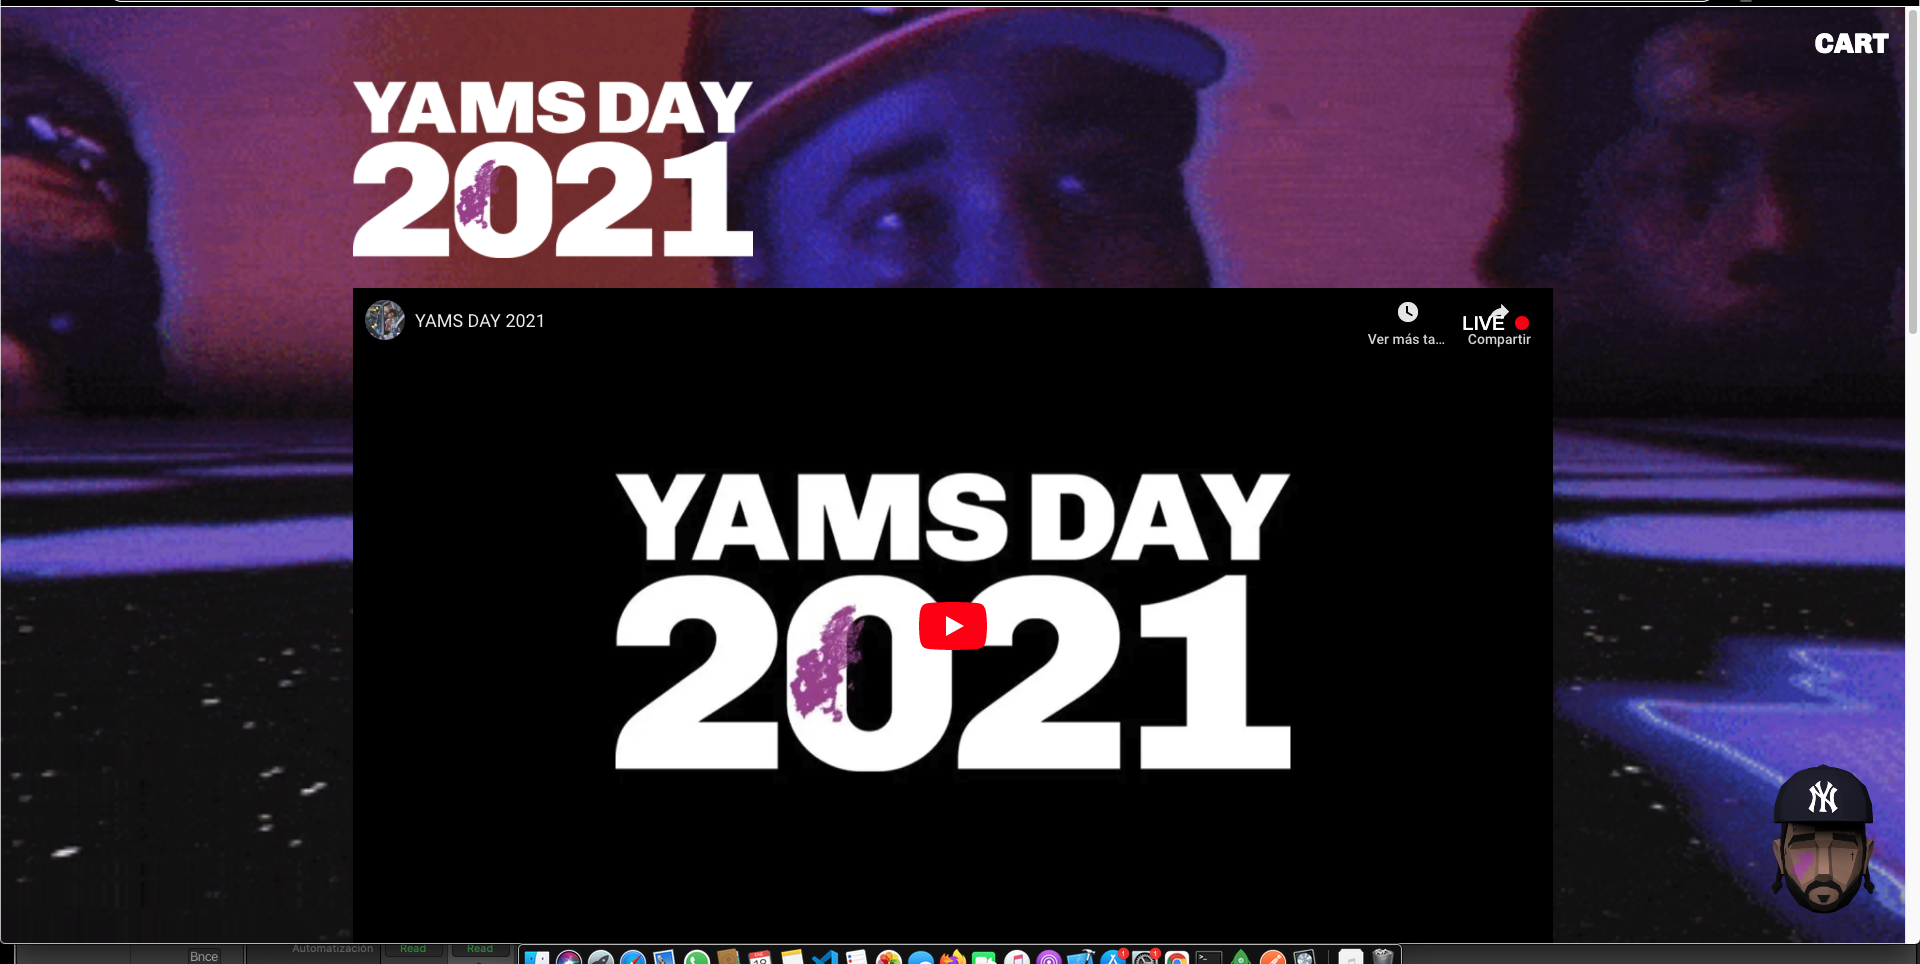 CART
YAMS DAY
2021
YAMS DAY 2021
Ver más ta...
LIVE
Compartir
YAMS DAY
2021
NY
Automatización
Read
Read
Bnce